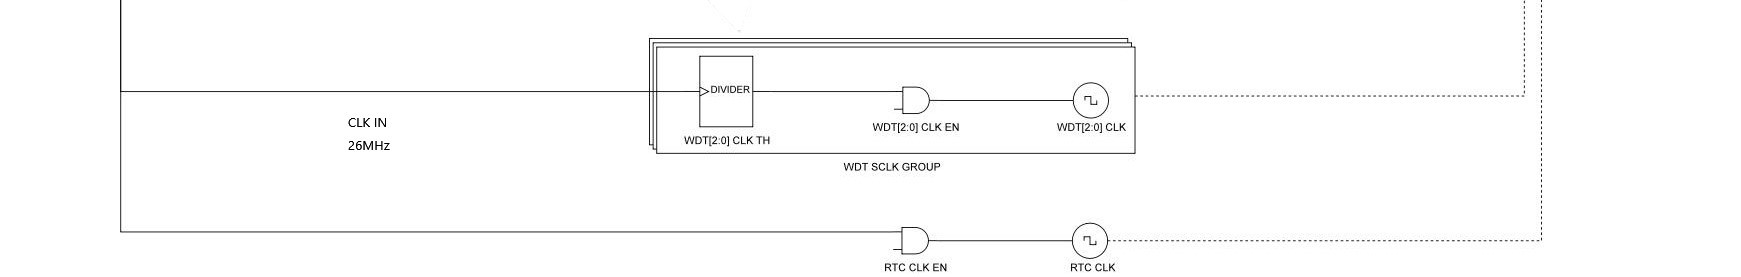 DIVIDER
CLK IN
WDT[2:0] CLK EN
WDT[2:0] CLK
WDT[2:0] CLK TH
26MHz
WDT SCLK GROUP
RTC CLK EN
RTC CLK